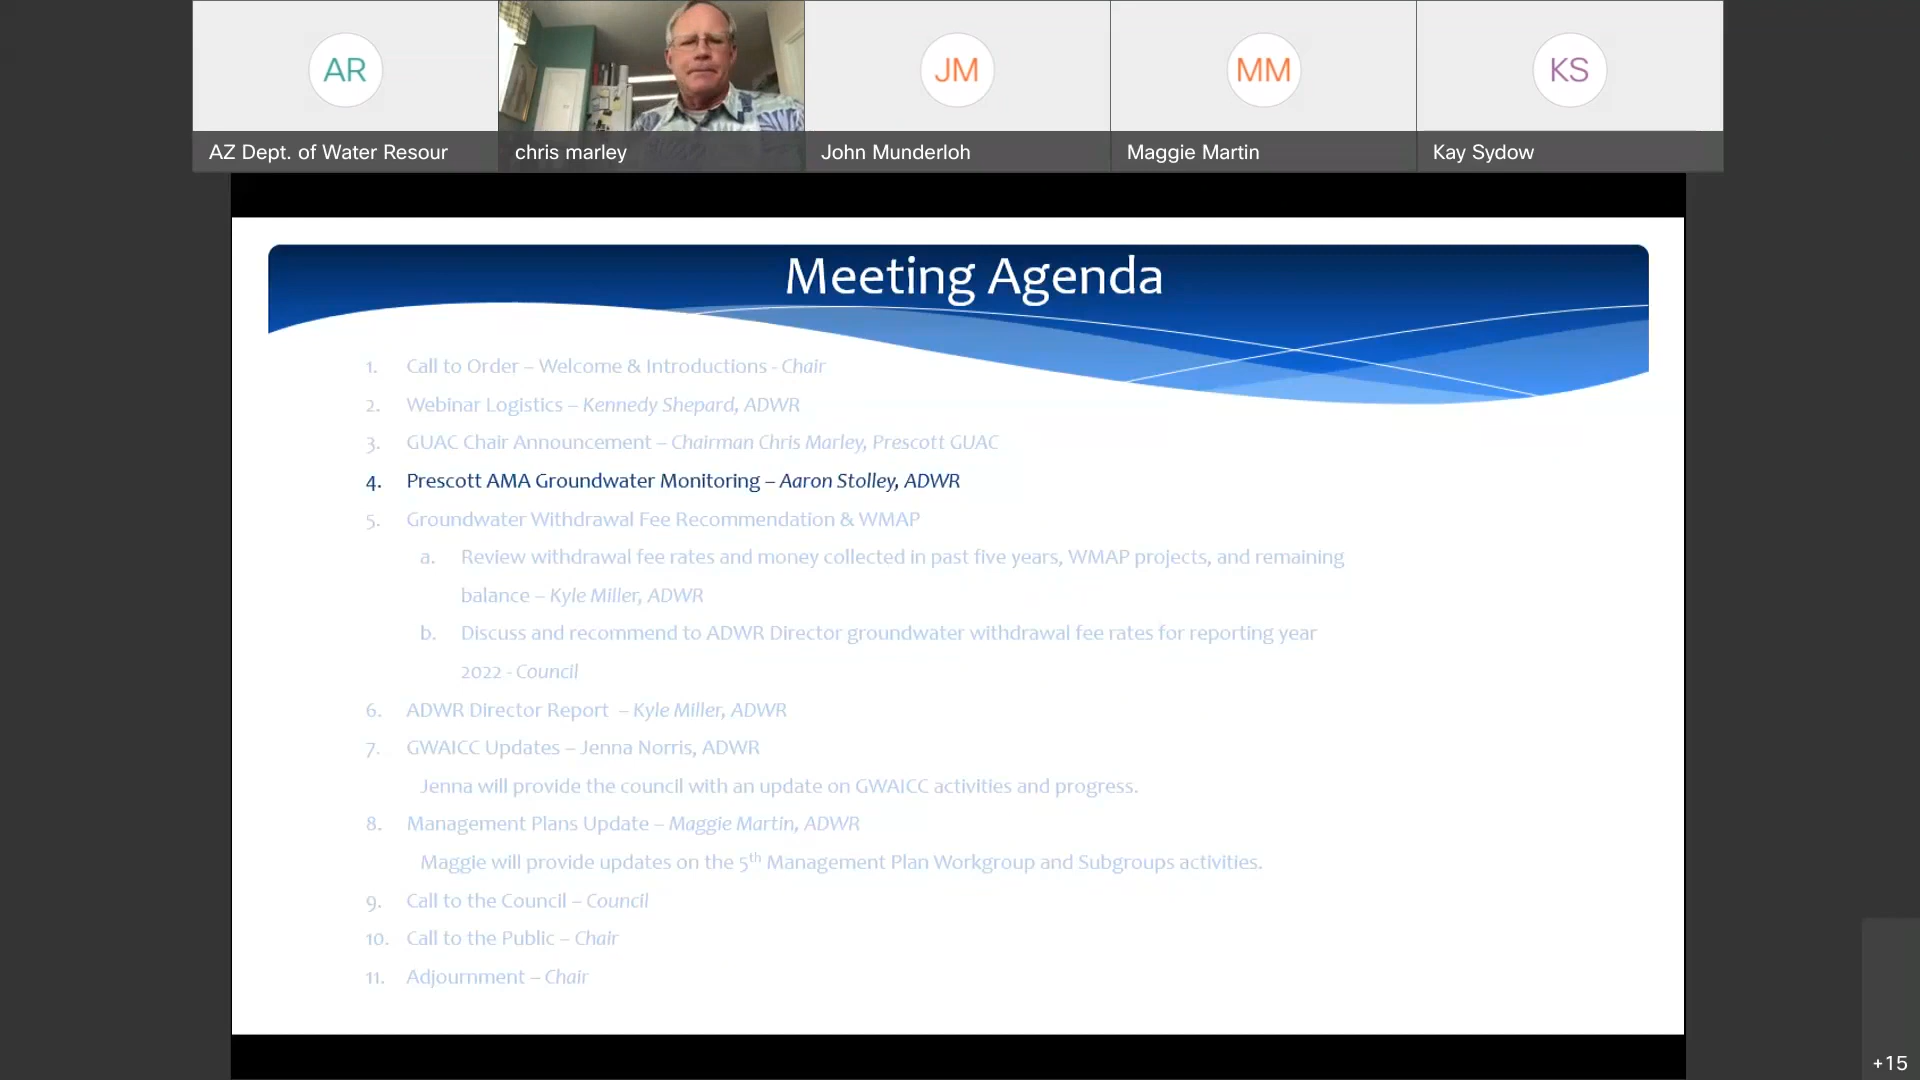 AR
JM
MM
KS
AZ Dept. of Water Resour
chris marley
John Munderloh
Maggie Martin
Kay Sydow
Meeting Agenda
1. Call to Order – Welcome & Introductions - Chair
2. Webinar Logistics – Kennedy Shepard, ADWR
3. GUAC Chair Announcement – Chairman Chris Marley, Prescott GUAC
4. Prescott AMA Groundwater Monitoring – Aaron Stolley, ADWR
5. Groundwater Withdrawal Fee Recommendation & WMAP
a. Review withdrawal fee rates and money collected in past five years, WMAP projects, and remaining
balance – Kyle Miller, ADWR
b. Discuss and recommend to ADWR Director groundwater withdrawal fee rates for reporting year
2022 - Council
6. ADWR Director Report – Kyle Miller, ADWR
7. GWAICC Updates – Jenna Norris, ADWR
Jenna will provide the council with an update on GWAICC activities and progress.
8. Management Plans Update – Maggie Martin, ADWR
Maggie will provide updates on the 5th Management Plan Workgroup and Subgroups activities.
9. Call to the Council – Council
10. Call to the Public – Chair
11. Adjournment – Chair
+15